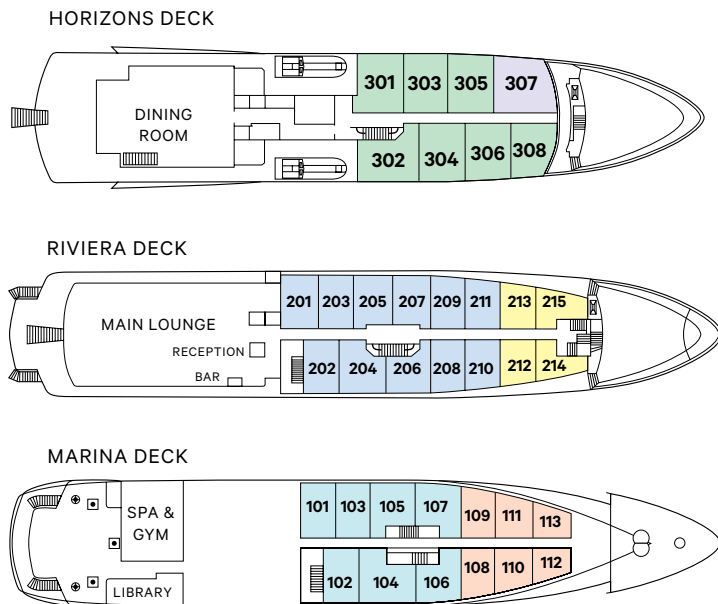 HORIZONS DECK
301 303 305 307
DINING
ROOM
302 304 306 308
RIVIERA DECK
201 203 205 207 209 211 213 215
MAIN LOUNGE
RECEPTION
BAR
202 204 206 208 210 212 214
MARINA DECK
101 103 105 107 109 111 113
SPA &
GYM
102 104 106 108 110 112
LIBRARY